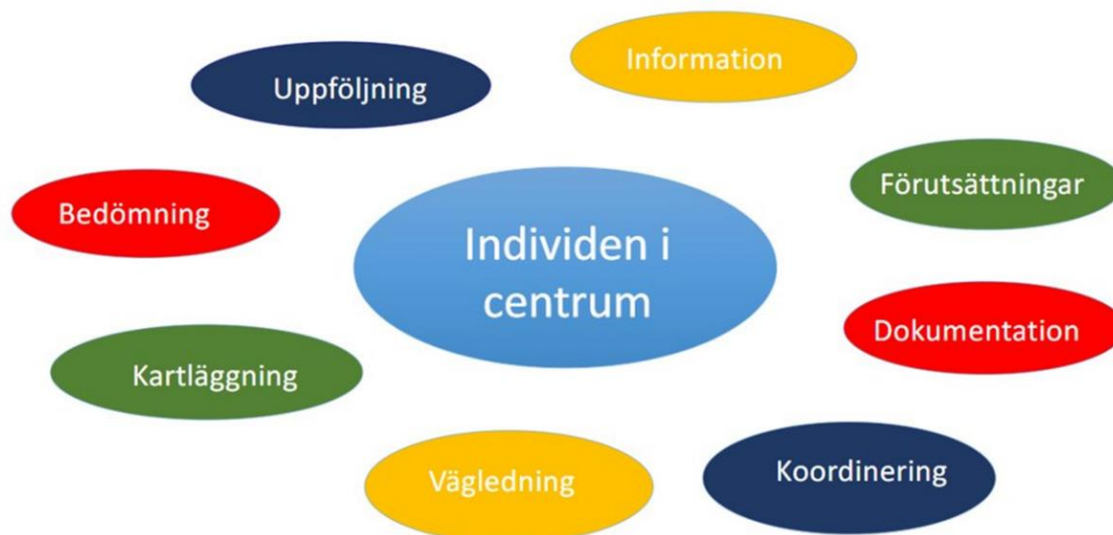 Information
Uppföljning
Förutsättningar
Bedömning
Individen i
centrum
Dokumentation
Kartläggning
Koordinering
Vägledning